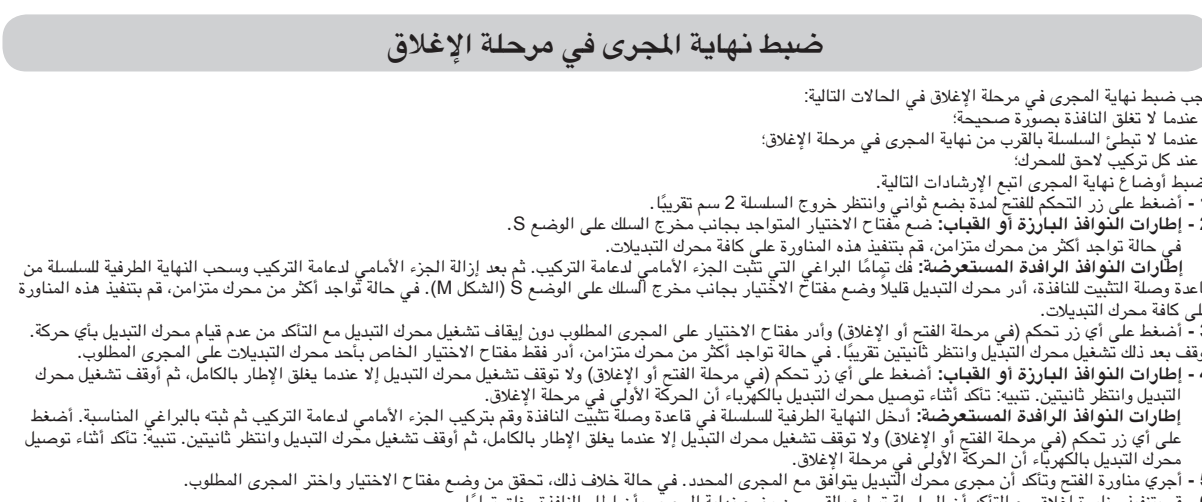 ضبط نهاية المجرى في مرحلة الإغلاق
ضبط نهاية المجرى في مرحلة الإغلاق في الحالات التالية:
عندما لا تغلق النافذة بصورة صحيحة؛
عندما لا تبطئ السلسلة بالقرب من نهاية المجرى في مرحلة الإغلاق؛
عند كل تركيب لاحق للمحرك؛
أوضاع نهاية المجرى اتبع الإرشادات التالية.
- أضغط على زر التحكم للفتح لمدة بضع ثواني وانتظر خروج السلسلة 2 سم تقريبًا.
- إطارات النوافذ البارزة أو القباب: ضع مفتاح الاختيار المتواجد بجانب مخرج السلك على الوضع S.
في حالة تواجد أكثر من محرك متزامن، قم بتنفيذ هذه المناورة على كافة محرك التبديلات.
إطارات النوافذ الرافدة المستعرضة: فك تمامًا البراغي التي تثبت الجزء الأمامي لدعامة التركيب. ثم بعد إزالة الجزء الأمامي لدعامة التركيب وسحب النهاية الطرفية للسلسلة من
وصلة التثبيت للنافذة، أدر محرك التبديل قليلاً وضع مفتاح الاختيار بجانب مخرج السلك على الوضع S (الشكل M). في حالة تواجد أكثر من محرك متزامن، قم بتنفيذ هذه المناورة
كافة محرك التبديلات.
- أضغط على أي زر تحكم (في مرحلة الفتح أو الإغلاق) وأدر مفتاح الاختيار على المجرى المطلوب دون إيقاف تشغيل محرك التبديل مع التأكد من عدم قيام محرك التبديل بأي حركة.
بعد ذلك تشغيل محرك التبديل وانتظر ثانيتين تقريبًا. في حالة تواجد أكثر من محرك متزامن، أدر فقط مفتاح الاختيار الخاص بأحد محرك التبديلات على المجرى المطلوب.
- إطارات النوافذ البارزة أو القباب: أضغط على أي زر تحكم (في مرحلة الفتح أو الإغلاق) ولا توقف تشغيل محرك التبديل إلا عندما يغلق الإطار بالكامل، ثم أوقف تشغيل محرك
التبديل وانتظر ثانيتين. تنبيه: تأكد أثناء توصيل محرك التبديل بالكهرباء أن الحركة الأولى في مرحلة الإغلاق.
إطارات النوافذ الرافدة المستعرضة: أدخل النهاية الطرفية للسلسلة في قاعدة وصلة تثبيت النافذة وقم بتركيب الجزء الأمامي لدعامة التركيب ثم ثبته بالبراغي المناسبة. أضغط
على أي زر تحكم (في مرحلة الفتح أو الإغلاق) ولا توقف تشغيل محرك التبديل إلا عندما يغلق الإطار بالكامل، ثم أوقف تشغيل محرك التبديل وانتظر ثانيتين. تنبيه: تأكد أثناء توصيل
محرك التبديل بالكهرباء أن الحركة الأولى في مرحلة الإغلاق.
- أجري مناورة الفتح وتأكد أن مجرى محرك التبديل يتوافق مع المجرى المحدد. في حالة خلاف ذلك، تحقق من وضع مفتاح الاختيار واختر المجرى المطلوب.